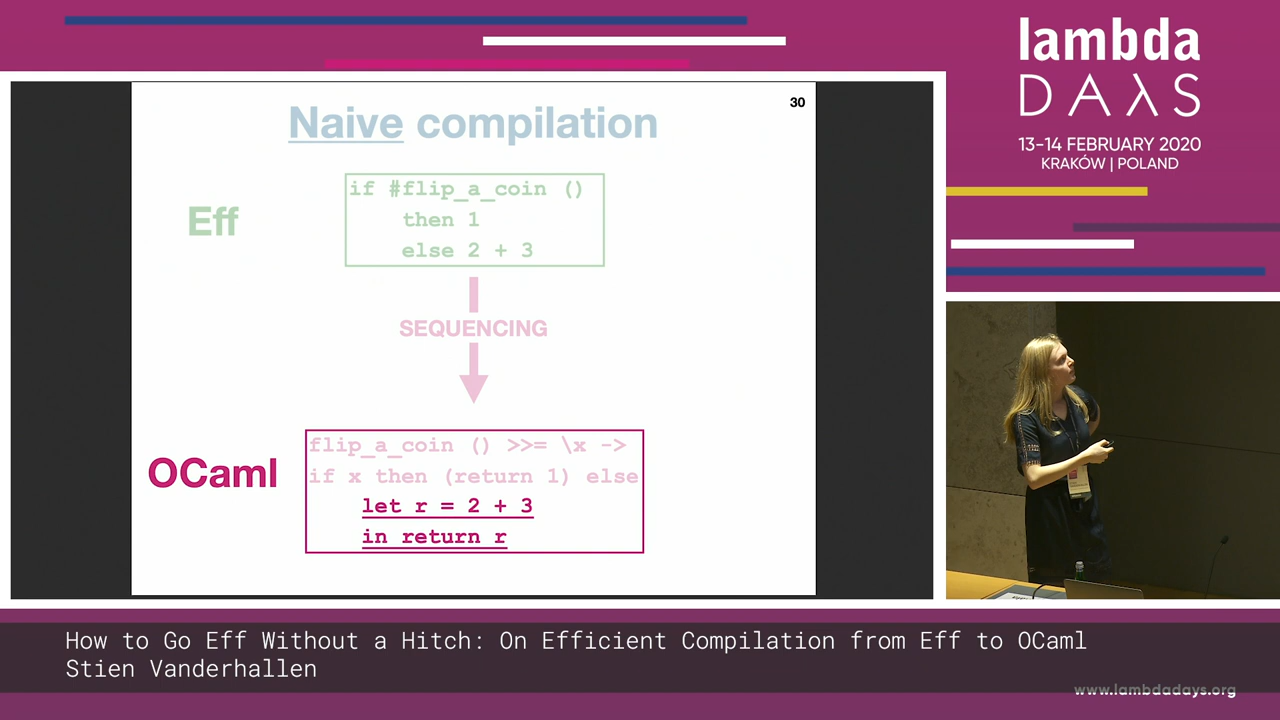 lambda
DAλS
13–14 FEBRUARY 2020
KRAKÓW | POLAND
30
Naive compilation
Eff
if #flip_a_coin ()
then 1
else 2 + 3
SEQUENCING
OCaml
flip_a_coin () >>= \x ->
if x then (return 1) else
let r = 2 + 3
in return r
How to Go Eff Without a Hitch: On Efficient Compilation from Eff to OCaml
Stien Vanderhallen
www.lambdadays.org